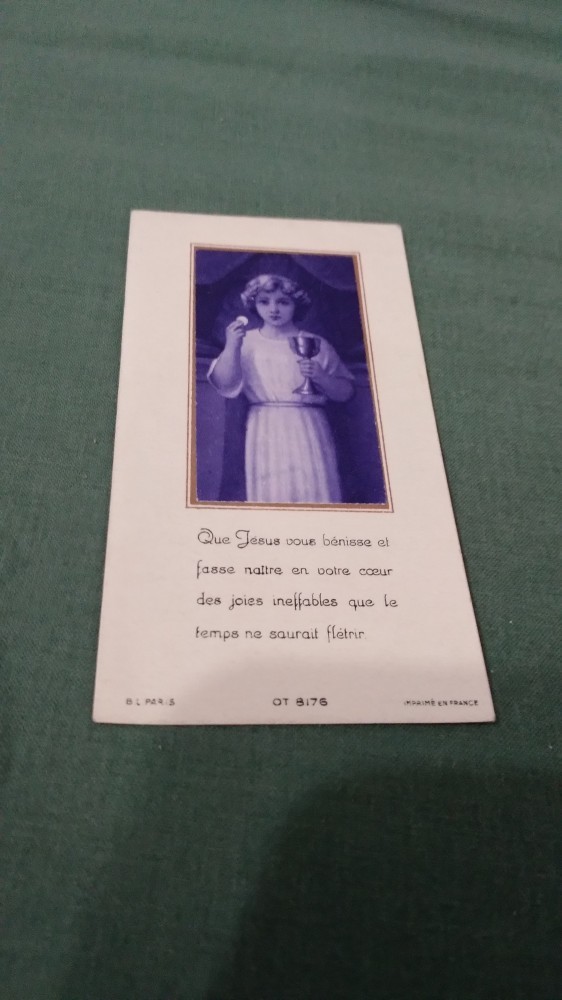 Que Jésus vous bénisse et
fasse naître en votre cœur
des joies ineffables que le
temps ne saurait flétrir.
B L PARIS OT 8176 IMPRIMÉ EN FRANCE